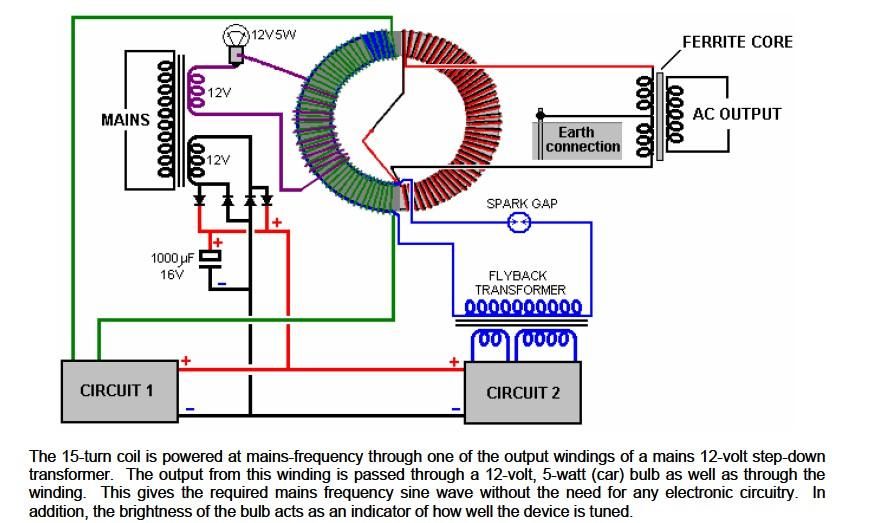 12V5W
FERRITE CORE
12V
MAINS
AC OUTPUT
Earth
connection
12V
SPARK GAP
+
+
1000µF
16V
-
FLYBACK
TRANSFORMER
+
+
CIRCUIT 1
CIRCUIT 2
-
-
The 15-turn coil is powered at mains-frequency through one of the output windings of a mains 12-volt step-down
transformer. The output from this winding is passed through a 12-volt, 5-watt (car) bulb as well as through the
winding. This gives the required mains frequency sine wave without the need for any electronic circuitry. In
addition, the brightness of the bulb acts as an indicator of how well the device is tuned.